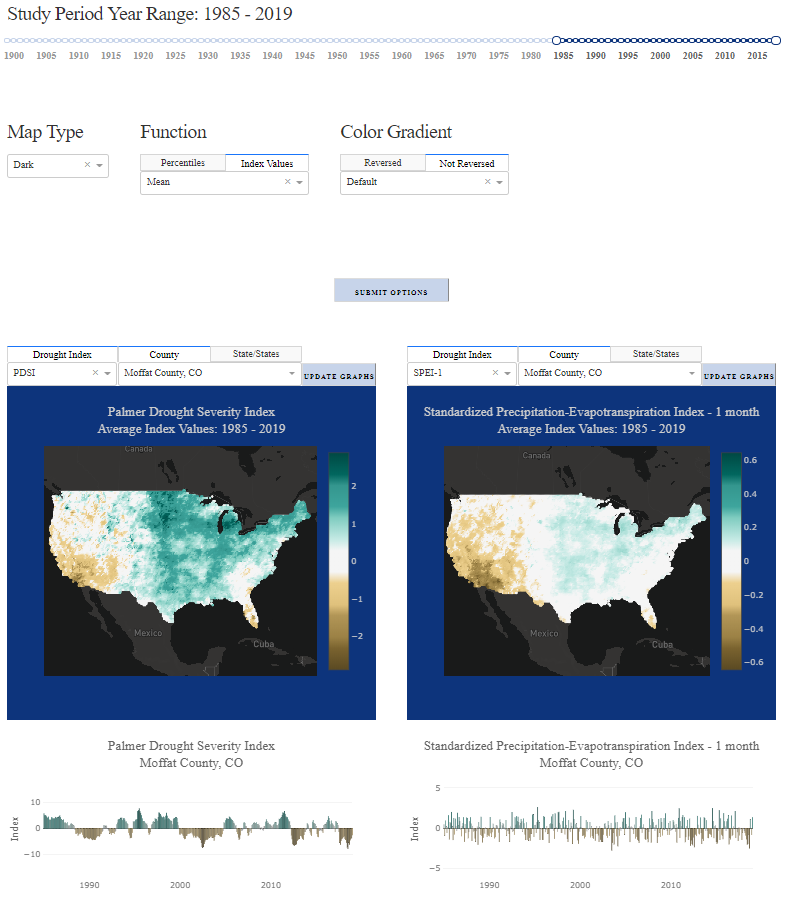 Study Period Year Range: 1985 - 2019
1900 1905 1910 1915 1920 1925 1930 1935 1940 1945 1950 1955 1960 1965 1970 1975 1980 1985 1990 1995 2000 2005 2010 2015
Map Type Function Color Gradient
Percentiles Index Values Reversed Not Reversed
Dark × Mean × Default ×
SUBMIT OPTIONS
Drought Index County State/States
PDSI × Moffat County, CO UPDATE GRAPHS
Palmer Drought Severity Index
Average Index Values: 1985 - 2019
Canada
Mexico
Cuba
2
1
0
−1
−2
Drought Index County State/States
SPEI-1 × Moffat County, CO UPDATE GRAPHS
Standardized Precipitation-Evapotranspiration Index - 1 month
Average Index Values: 1985 - 2019
Canada
Mexico
Cuba
0.6
0.4
0.2
0
−0.2
−0.4
−0.6
Palmer Drought Severity Index
Moffat County, CO
Index
10
0
−10
1990 2000 2010
Standardized Precipitation-Evapotranspiration Index - 1 month
Moffat County, CO
Index
5
0
−5
1990 2000 2010